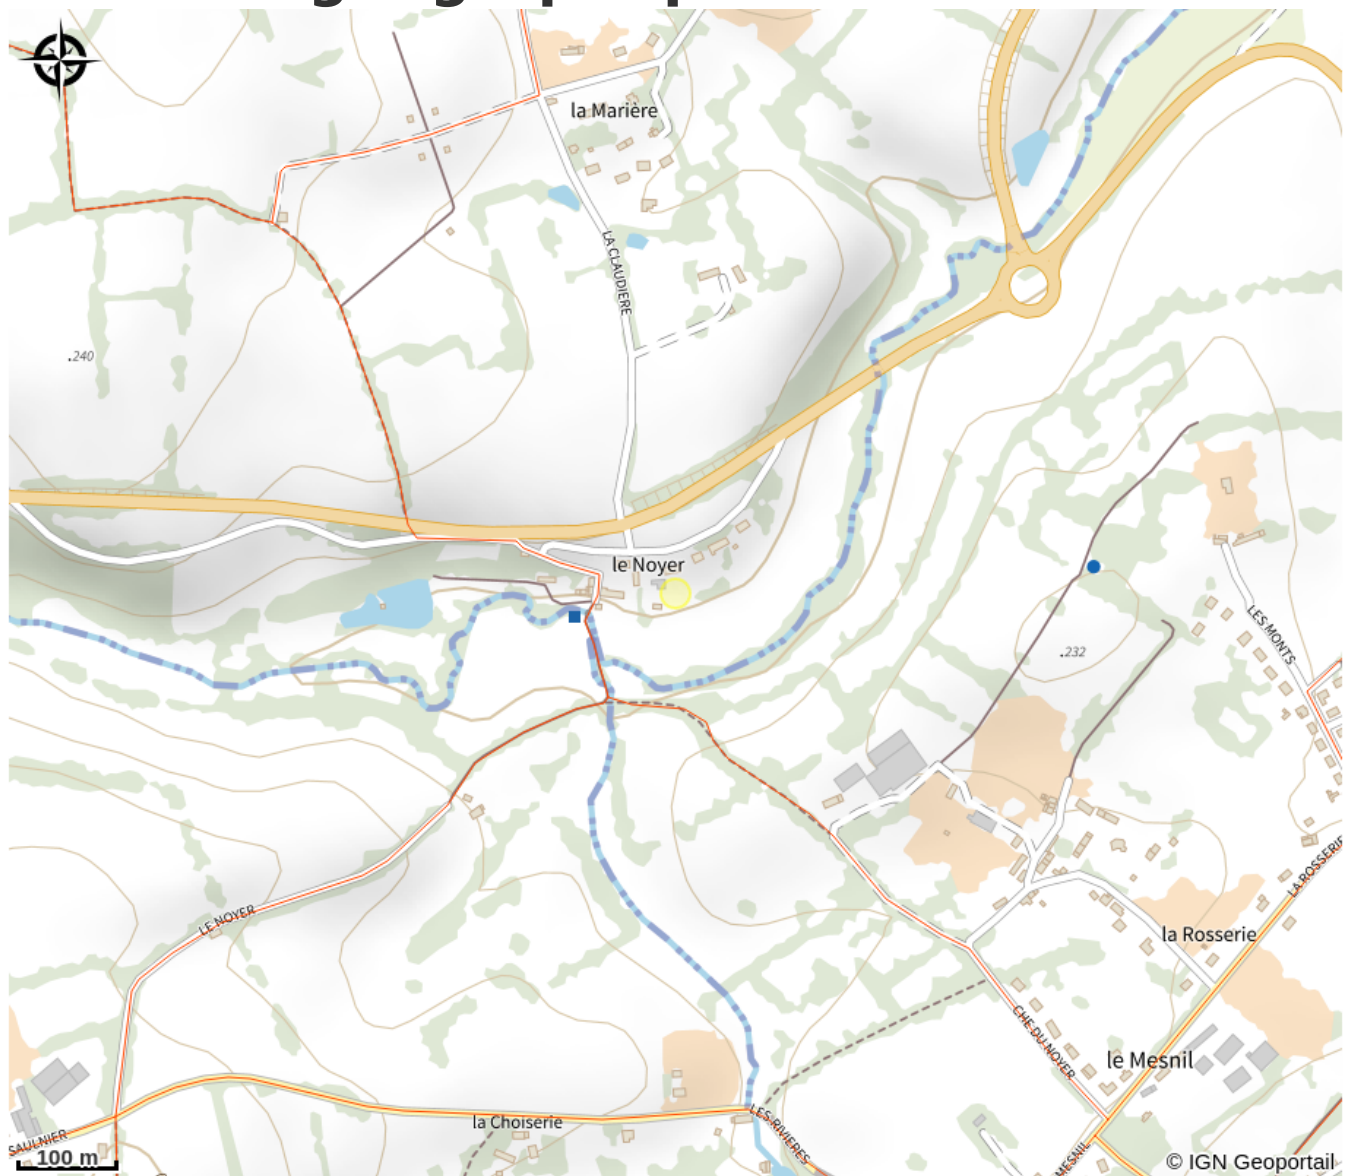 la Marière
LA CLAUDIERE
.240
le Noyer
LES MONTS
.232
LE NOYER
la Rosserie
LA ROSSERIE
CHE DU NOYER
le Mesnil
la Choiserie
LES RIVIERES
SAULNIER
MESNIL
100 m
© IGN Geoportail